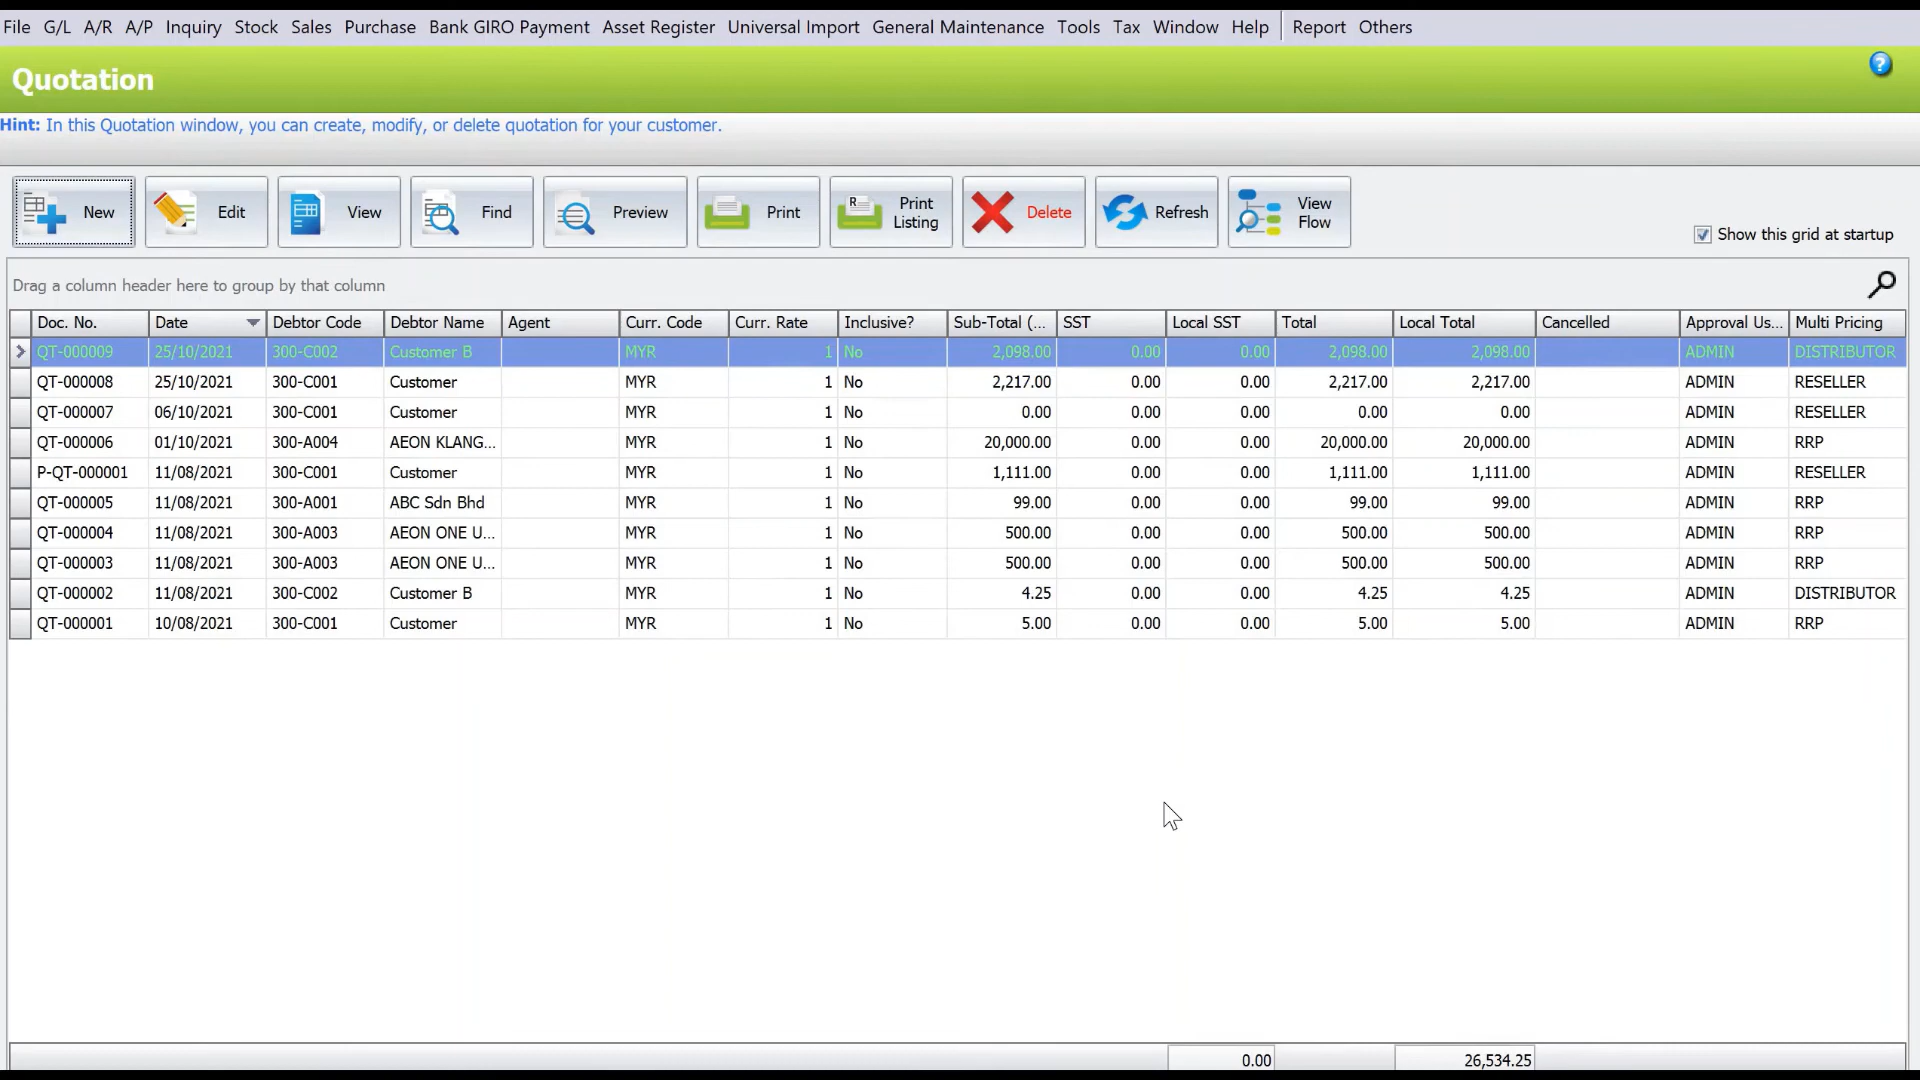 File G/L A/R A/P Inquiry Stock Sales Purchase Bank GIRO Payment Asset Register Universal Import General Maintenance Tools Tax Window Help Report Others
Quotation
?
Hint: In this Quotation window, you can create, modify, or delete quotation for your customer.
New Edit View Find Preview Print Print Listing Delete Refresh View Flow
Show this grid at startup
Drag a column header here to group by that column
Doc. No. Date Debtor Code Debtor Name Agent Curr. Code Curr. Rate Inclusive? Sub-Total (... SST Local SST Total Local Total Cancelled Approval Us... Multi Pricing
QT-000009 25/10/2021 300-C002 Customer B MYR 1 No 2,098.00 0.00 0.00 2,098.00 2,098.00 ADMIN DISTRIBUTOR
QT-000008 25/10/2021 300-C001 Customer MYR 1 No 2,217.00 0.00 0.00 2,217.00 2,217.00 ADMIN RESELLER
QT-000007 06/10/2021 300-C001 Customer MYR 1 No 0.00 0.00 0.00 0.00 0.00 ADMIN RESELLER
QT-000006 01/10/2021 300-A004 AEON KLANG... MYR 1 No 20,000.00 0.00 0.00 20,000.00 20,000.00 ADMIN RRP
P-QT-000001 11/08/2021 300-C001 Customer MYR 1 No 1,111.00 0.00 0.00 1,111.00 1,111.00 ADMIN RESELLER
QT-000005 11/08/2021 300-A001 ABC Sdn Bhd MYR 1 No 99.00 0.00 0.00 99.00 99.00 ADMIN RRP
QT-000004 11/08/2021 300-A003 AEON ONE U... MYR 1 No 500.00 0.00 0.00 500.00 500.00 ADMIN RRP
QT-000003 11/08/2021 300-A003 AEON ONE U... MYR 1 No 500.00 0.00 0.00 500.00 500.00 ADMIN RRP
QT-000002 11/08/2021 300-C002 Customer B MYR 1 No 4.25 0.00 0.00 4.25 4.25 ADMIN DISTRIBUTOR
QT-000001 10/08/2021 300-C001 Customer MYR 1 No 5.00 0.00 0.00 5.00 5.00 ADMIN RRP
0.00 26,534.25